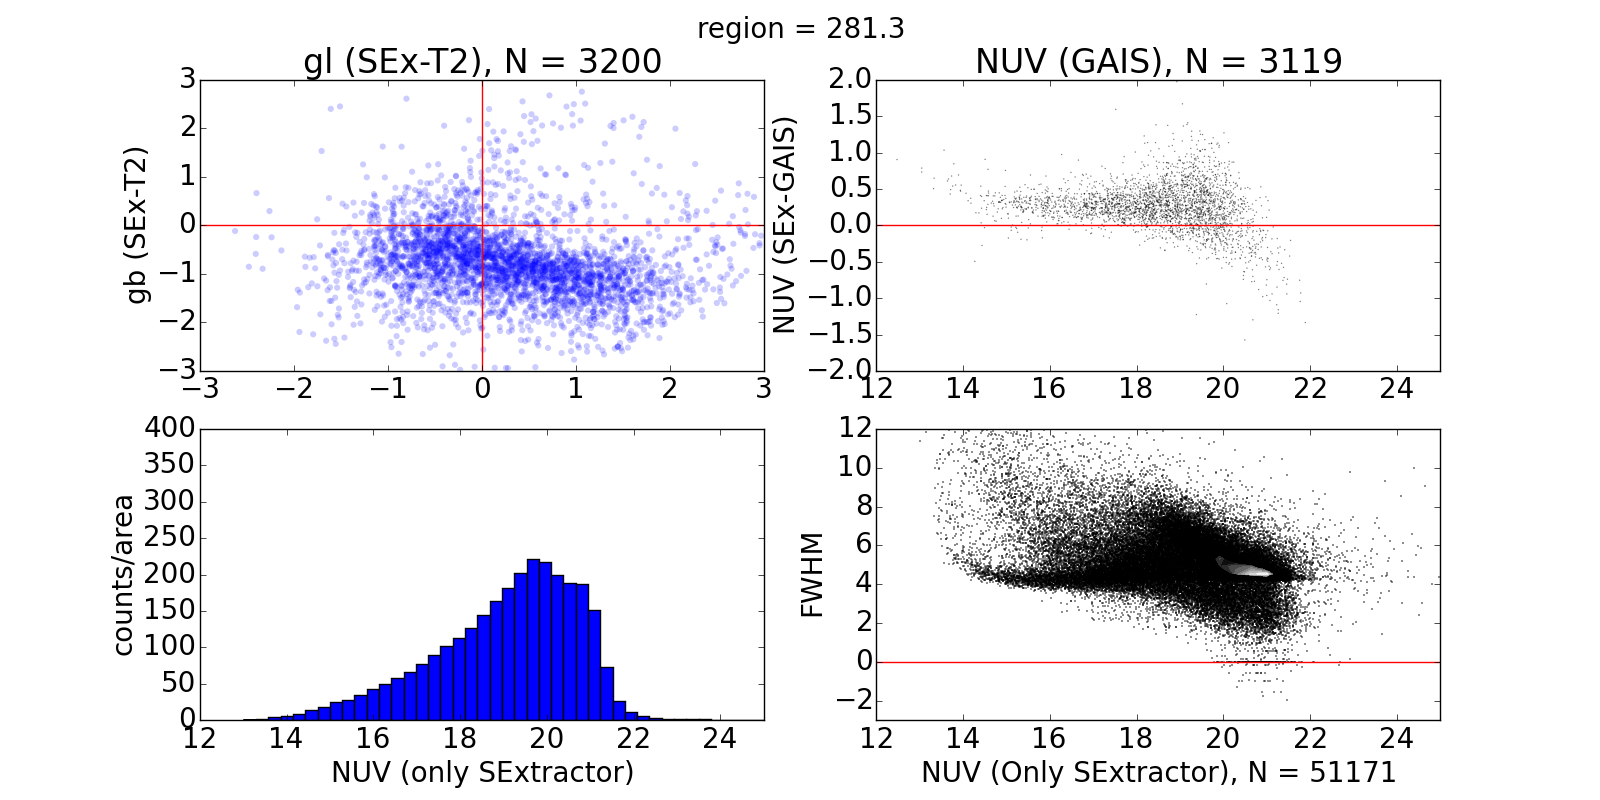 region = 281.3
gl (SEx-T2), N = 3200
NUV (GAIS), N = 3119
gb (SEx-T2)
3
2
1
0
−1
−2
−3
−3 −2 −1 0 1 2 3
NUV (SEx-GAIS)
2.0
1.5
1.0
0.5
0.0
−0.5
−1.0
−1.5
−2.0
12 14 16 18 20 22 24
counts/area
400
350
300
250
200
150
100
50
0
12 14 16 18 20 22 24
NUV (only SExtractor)
FWHM
12
10
8
6
4
2
0
−2
12 14 16 18 20 22 24
NUV (Only SExtractor), N = 51171